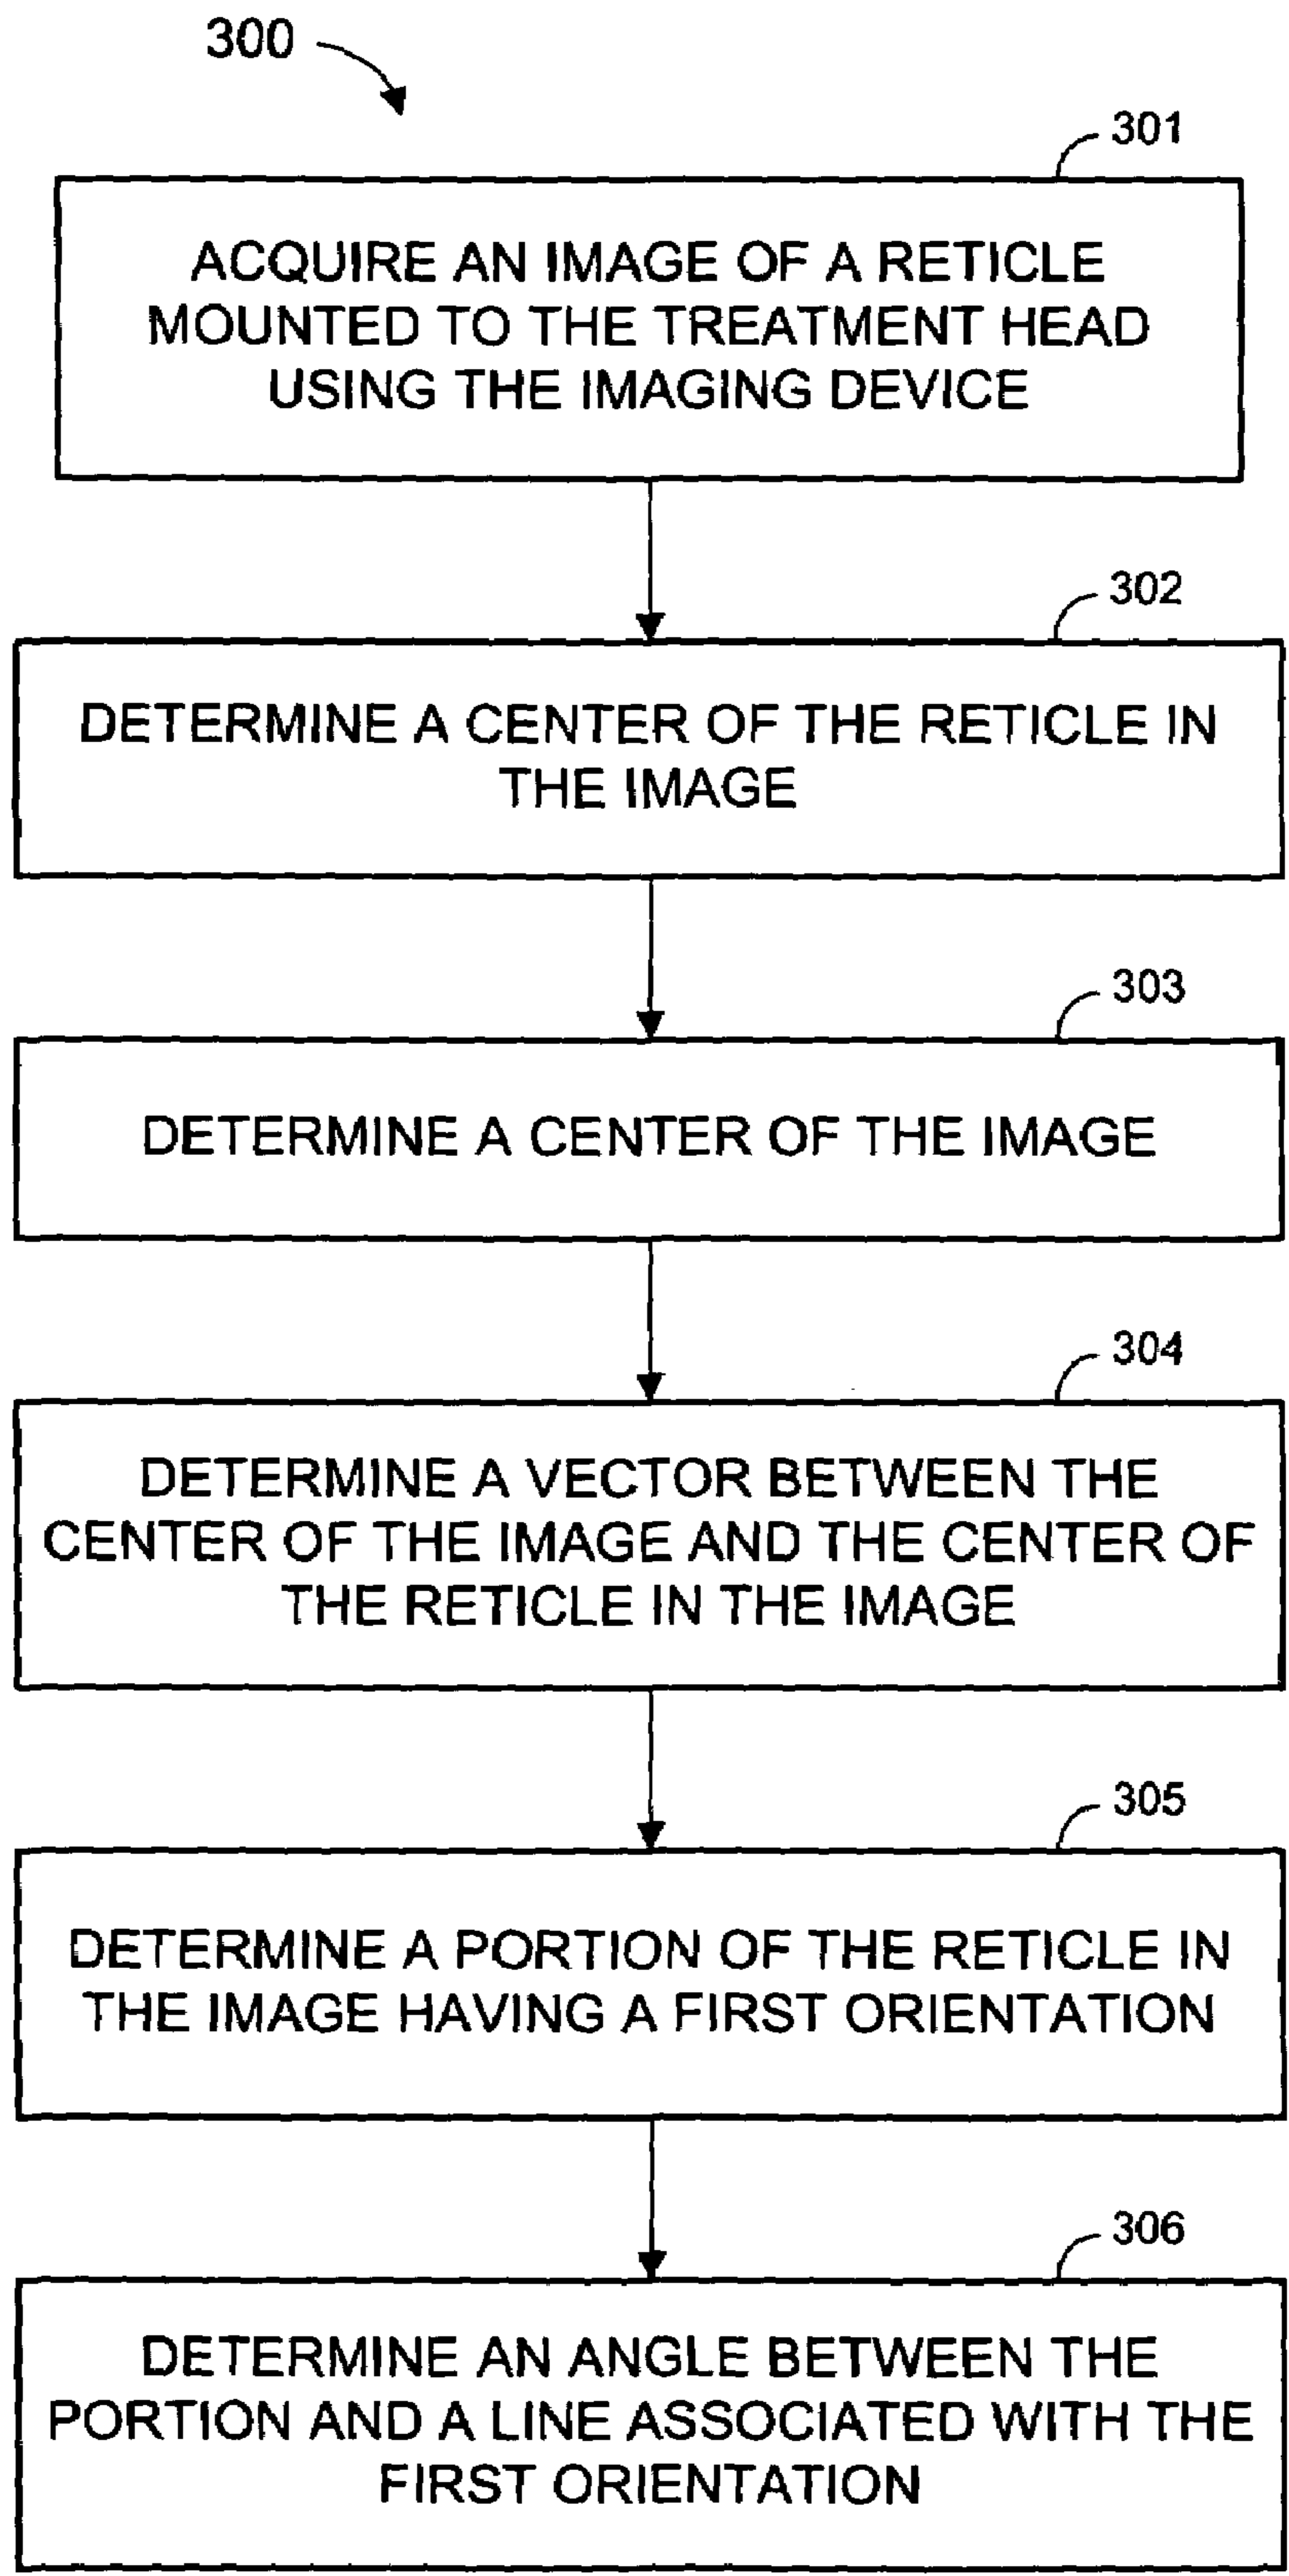 300
301
ACQUIRE AN IMAGE OF A RETICLE
MOUNTED TO THE TREATMENT HEAD
USING THE IMAGING DEVICE
302
DETERMINE A CENTER OF THE RETICLE IN
THE IMAGE
303
DETERMINE A CENTER OF THE IMAGE
304
DETERMINE A VECTOR BETWEEN THE
CENTER OF THE IMAGE AND THE CENTER OF
THE RETICLE IN THE IMAGE
305
DETERMINE A PORTION OF THE RETICLE IN
THE IMAGE HAVING A FIRST ORIENTATION
306
DETERMINE AN ANGLE BETWEEN THE
PORTION AND A LINE ASSOCIATED WITH THE
FIRST ORIENTATION